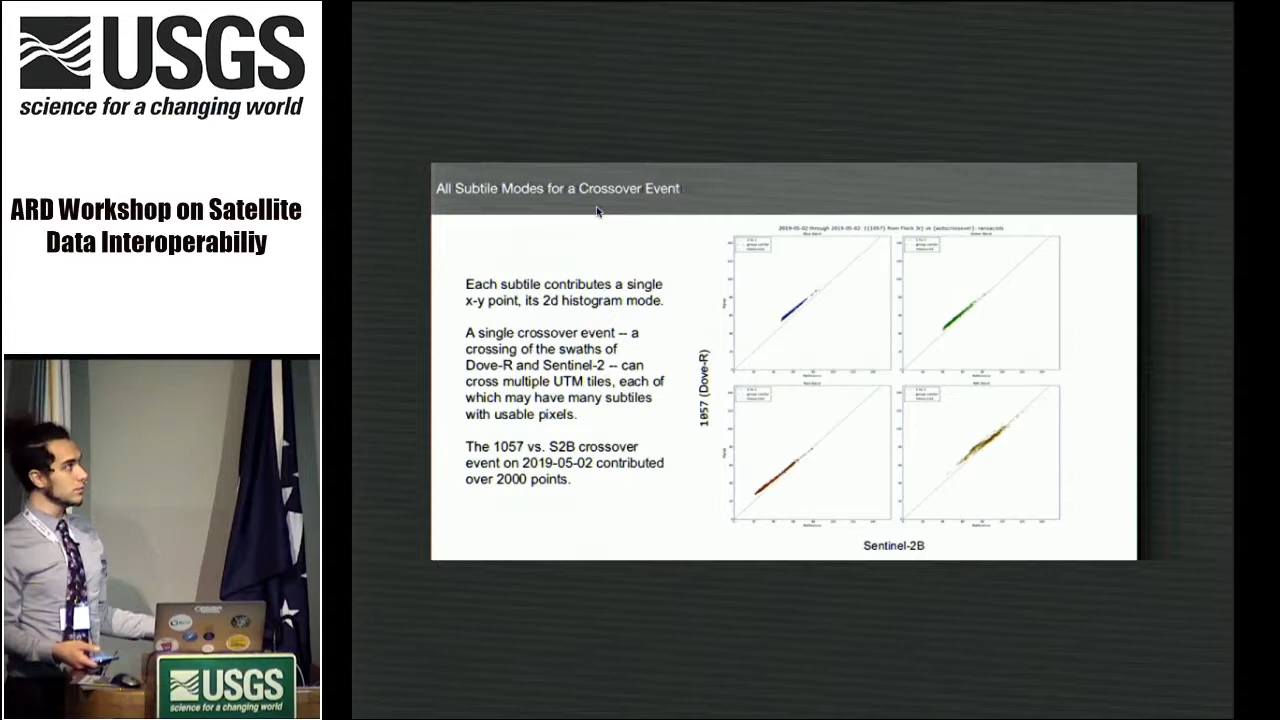 USGS
science for a changing world
ARD Workshop on Satellite
Data Interoperabiliy
All Subtile Modes for a Crossover Event
Each subtile contributes a single
x-y point, its 2d histogram mode.
A single crossover event -- a
crossing of the swaths of
Dove-R and Sentinel-2 -- can
cross multiple UTM tiles, each of
which may have many subtiles
with usable pixels.
The 1057 vs. S2B crossover
event on 2019-05-02 contributed
over 2000 points.
1057 (Dove-R)
Sentinel-2B
USGS
science for a changing world